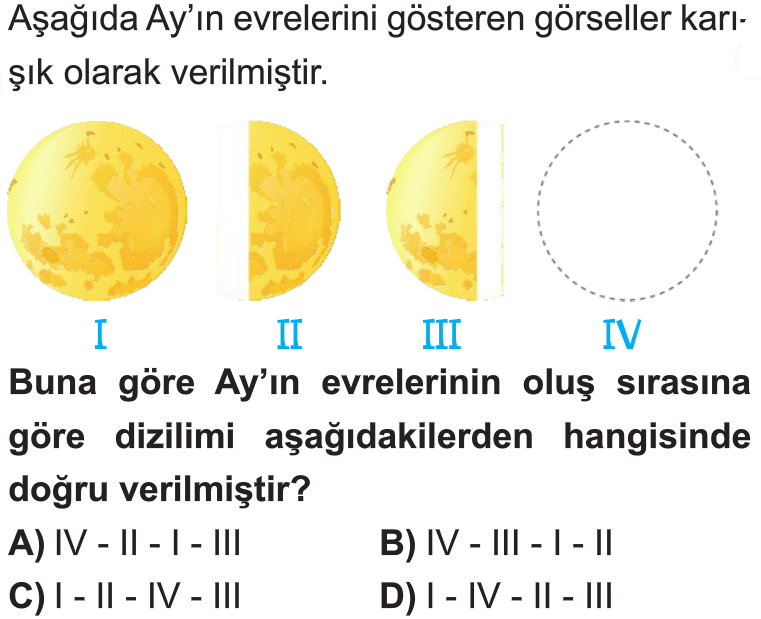 Aşağıda Ay'ın evrelerini gösteren görseller karı-
şık olarak verilmiştir.
I II III IV
Buna göre Ay'ın evrelerinin oluş sırasına
göre dizilimi aşağıdakilerden hangisinde
doğru verilmiştir?
A) IV - II - I - III B) IV - III - I - II
C) I - II - IV - III D) I - IV - II - III